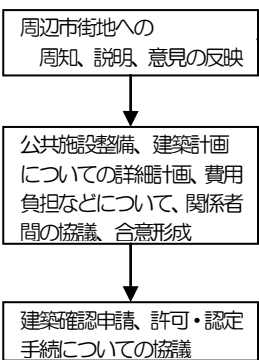 周辺市街地への
周知、説明、意見の反映
公共施設整備、建築計画
についての詳細計画、費用
負担などについて、関係者
間の協議、合意形成
建築確認申請、許可・認定
手続についての協議